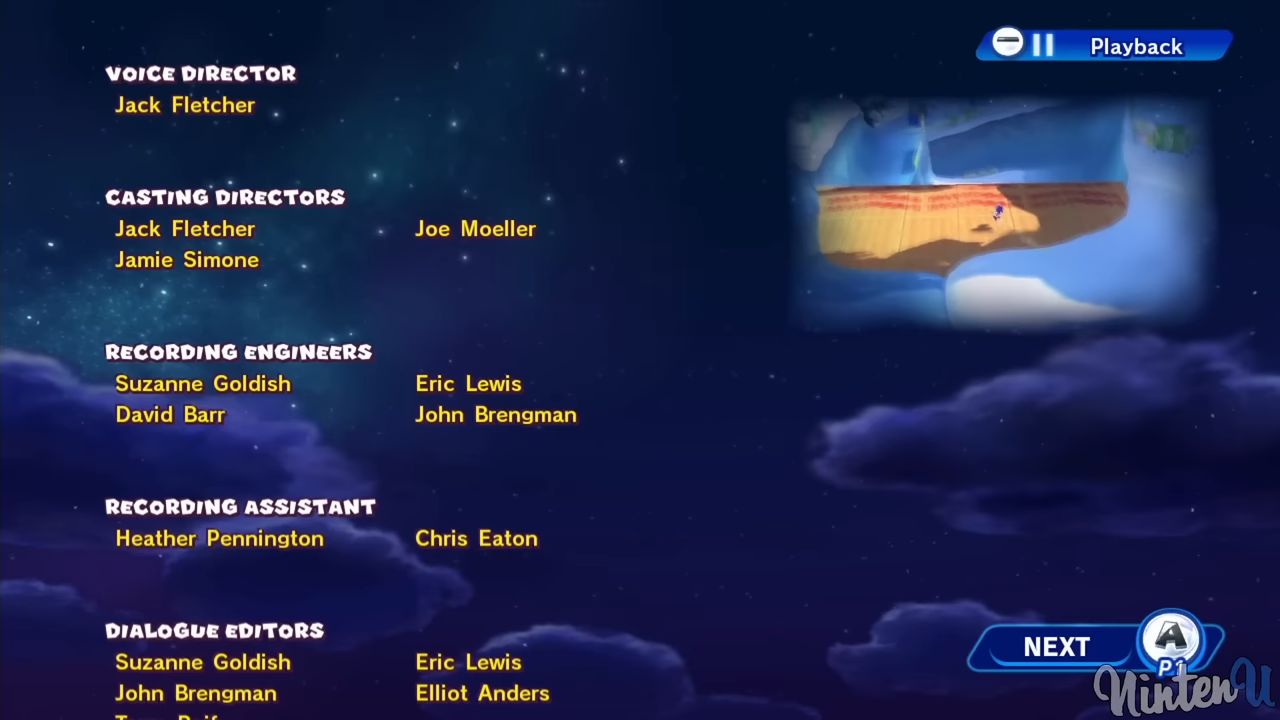 Playback
VOICE DIRECTOR
Jack Fletcher
CASTING DIRECTORS
Jack Fletcher Joe Moeller
Jamie Simone
RECORDING ENGINEERS
Suzanne Goldish Eric Lewis
David Barr John Brengman
RECORDING ASSISTANT
Heather Pennington Chris Eaton
DIALOGUE EDITORS
Suzanne Goldish Eric Lewis
John Brengman Elliot Anders
NEXT A
P1
NintenU